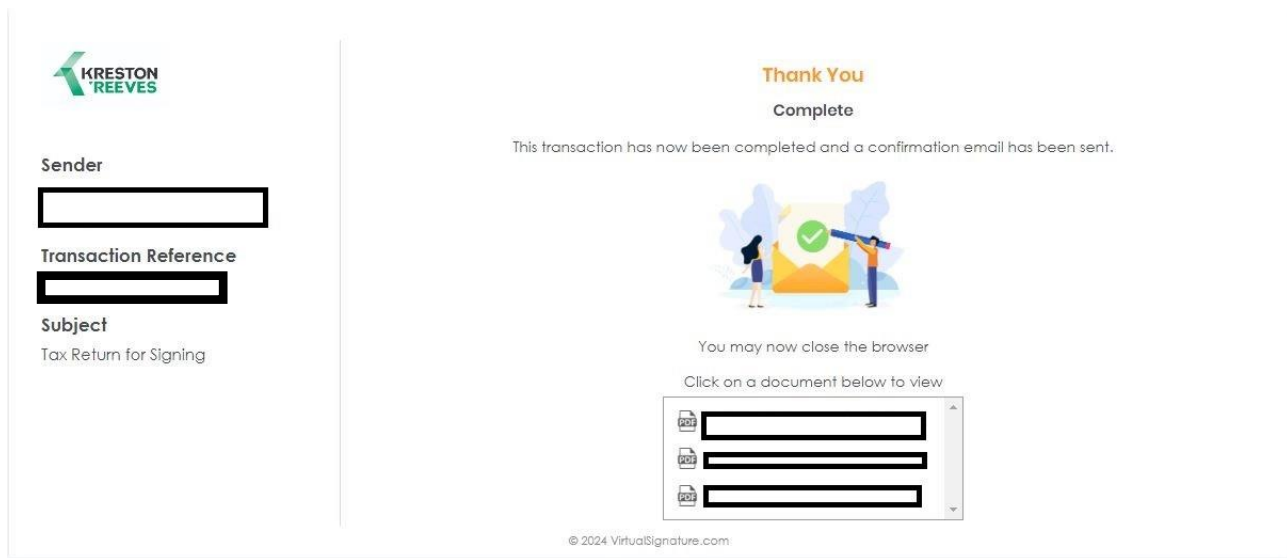 KRESTON
REEVES
Sender
Transaction Reference
Subject
Tax Return for Signing
Thank You
Complete
This transaction has now been completed and a confirmation email has been sent.
You may now close the browser
Click on a document below to view
PDF
PDF
PDF
© 2024 VirtualSignature.com